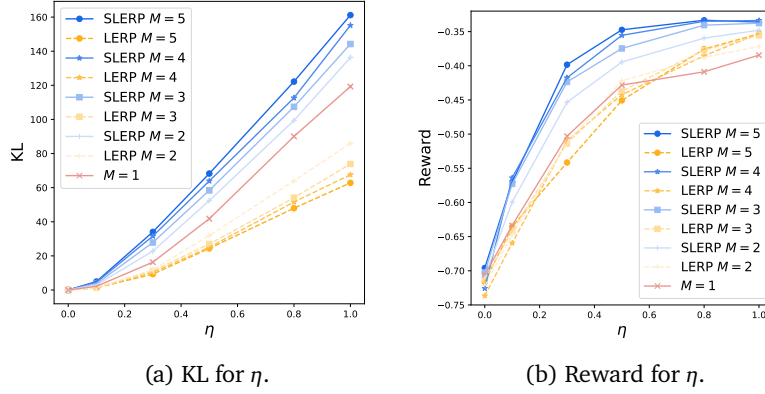 160
140
120
100
80
60
40
20
0
KL
SLERP M = 5
LERP M = 5
SLERP M = 4
LERP M = 4
SLERP M = 3
LERP M = 3
SLERP M = 2
LERP M = 2
M = 1
0.0 0.2 0.4 0.6 0.8 1.0
η
(a) KL for η.
−0.35
−0.40
−0.45
−0.50
−0.55
−0.60
−0.65
−0.70
−0.75
Reward
SLERP M = 5
LERP M = 5
SLERP M = 4
LERP M = 4
SLERP M = 3
LERP M = 3
SLERP M = 2
LERP M = 2
M = 1
0.0 0.2 0.4 0.6 0.8 1.0
η
(b) Reward for η.